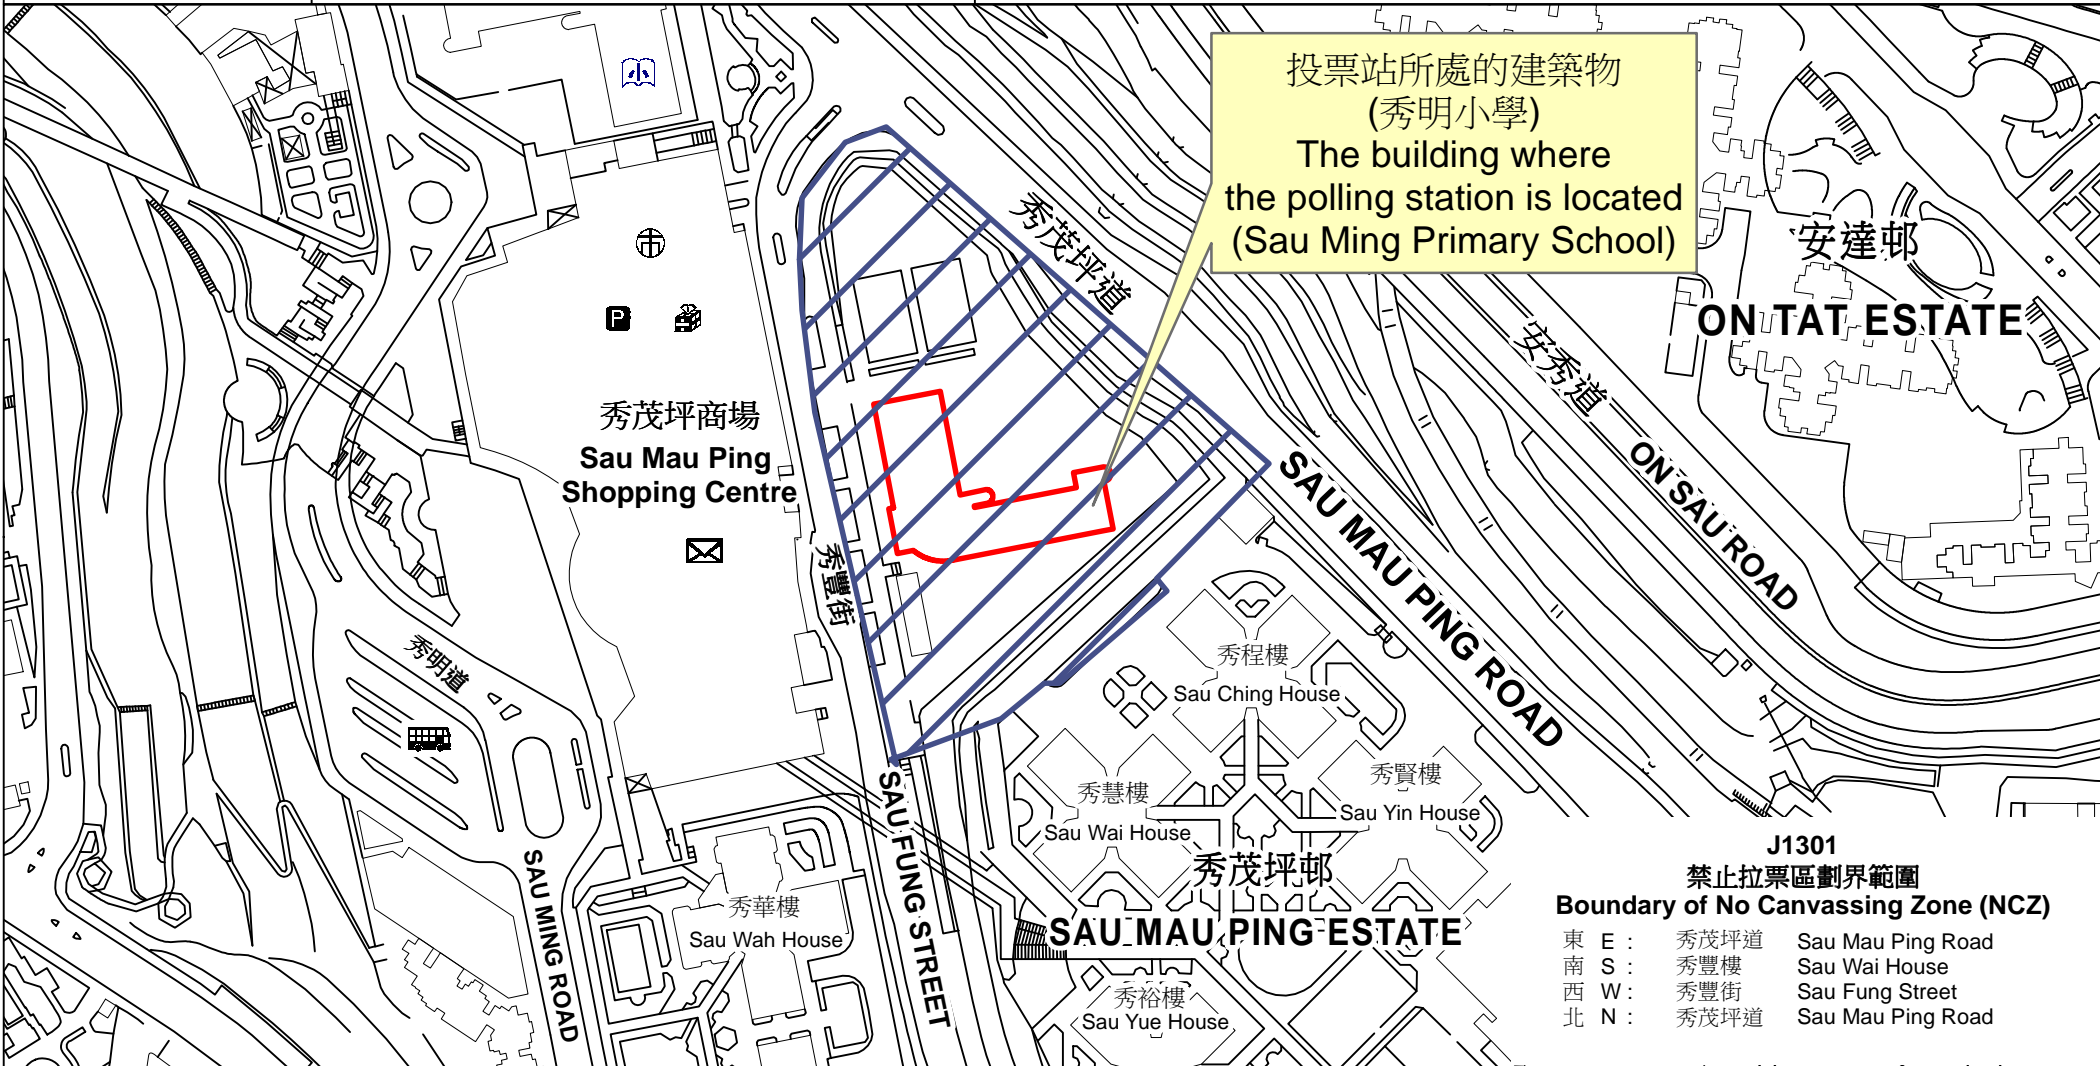 投票站所處的建築物
(秀明小學)
The building where
the polling station is located
(Sau Ming Primary School)
秀茂坪道
安達邨
ON TAT ESTATE
安秀道
ON SAU ROAD
P
秀茂坪商場
Sau Mau Ping
Shopping Centre
秀豐街
SAU MAU PING ROAD
秀明道
秀程樓
Sau Ching House
秀慧樓
Sau Wai House
秀賢樓
Sau Yin House
秀茂坪邨
SAU MAU PING ESTATE
SAU FUNG STREET
SAU MING ROAD
秀華樓
Sau Wah House
秀裕樓
Sau Yue House
J1301
禁止拉票區劃界範圍
Boundary of No Canvassing Zone (NCZ)
東 E : 秀茂坪道 Sau Mau Ping Road
南 S : 秀豐樓 Sau Wai House
西 W : 秀豐街 Sau Fung Street
北 N : 秀茂坪道 Sau Mau Ping Road